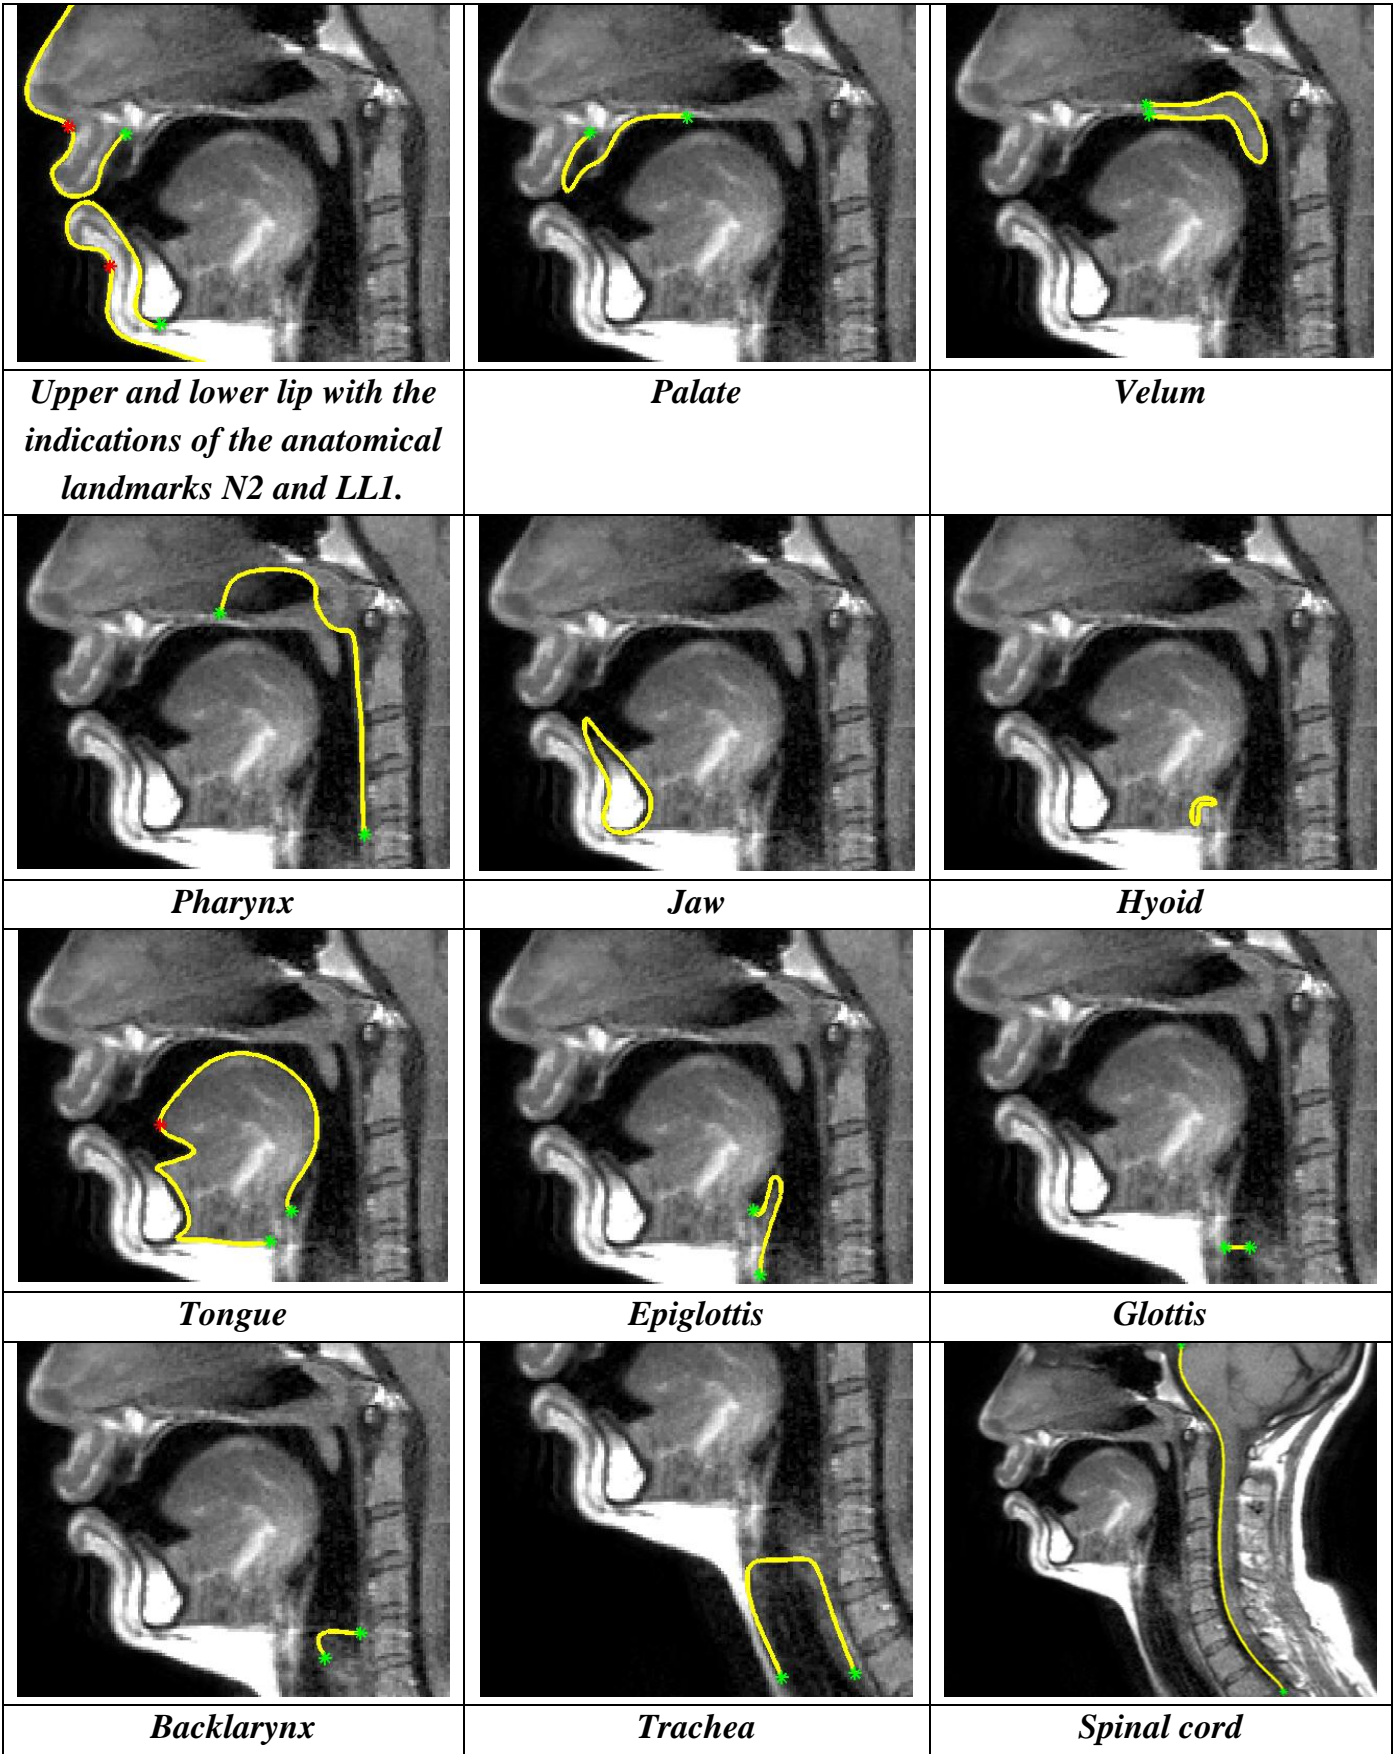 Upper and lower lip with the
indications of the anatomical
landmarks N2 and LL1.
Palate
Velum
Pharynx
Jaw
Hyoid
Tongue
Epiglottis
Glottis
Backlarynx
Trachea
Spinal cord